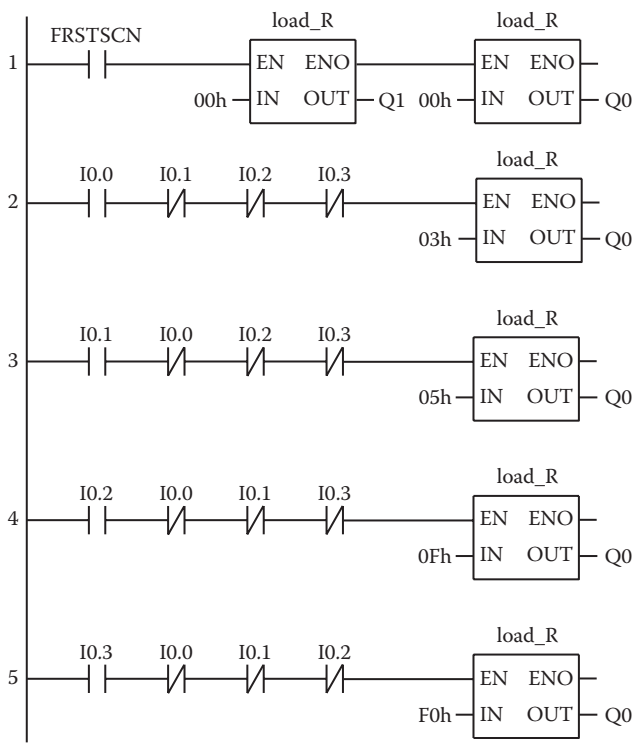 FRSTSCN load_R load_R
1 EN ENO EN ENO
00h IN OUT Q1 00h IN OUT Q0
load_R
I0.0 I0.1 I0.2 I0.3
2 EN ENO
03h IN OUT Q0
load_R
I0.1 I0.0 I0.2 I0.3
3 EN ENO
05h IN OUT Q0
load_R
I0.2 I0.0 I0.1 I0.3
4 EN ENO
0Fh IN OUT Q0
load_R
I0.3 I0.0 I0.1 I0.2
5 EN ENO
F0h IN OUT Q0